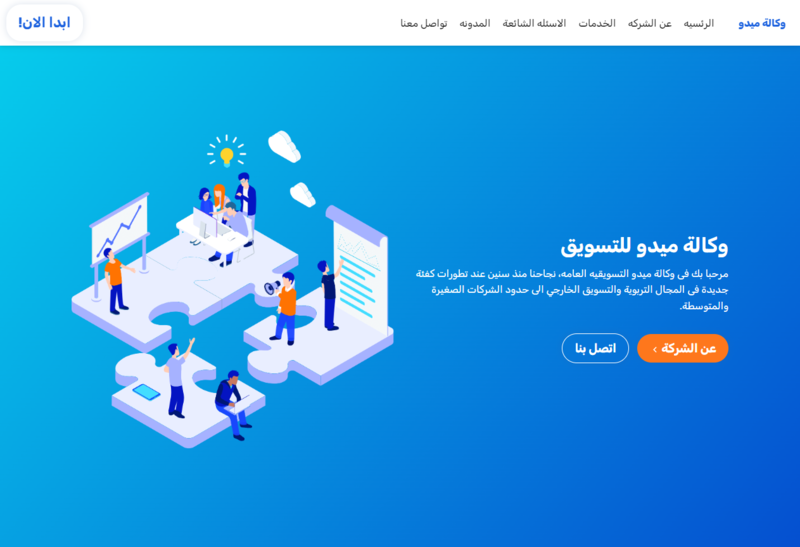 وكالة ميدو
الرئسيه
عن الشركه
الخدمات
الاسئله الشائعة
المدونه
تواصل معنا
ابدا الان!
وكالة ميدو للتسويق
مرحبا بك فى وكالة ميدو التسويقيه العامه، نجاحنا منذ سنين عند تطورات كفئة
جديدة فى المجال التربوية والتسويق الخارجي الى حدود الشركات الصغيرة
والمتوسطة.
عن الشركة ›
اتصل بنا